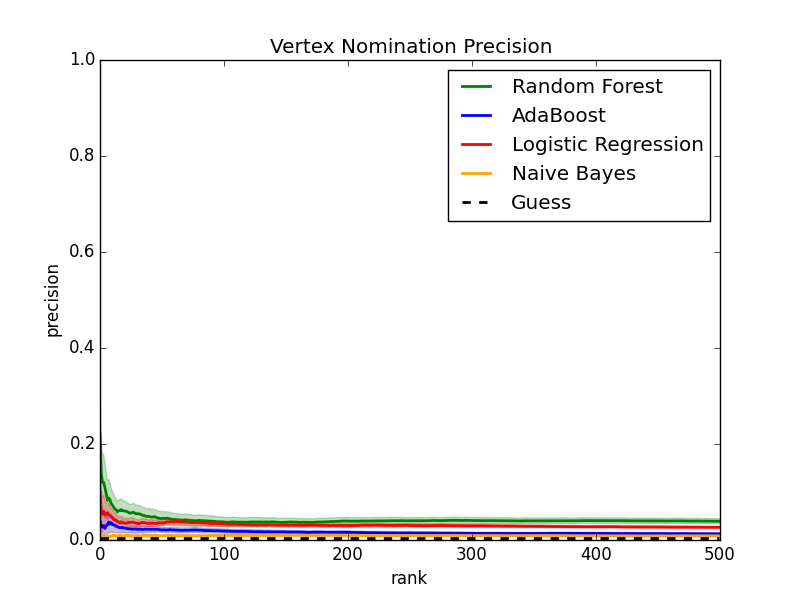 Vertex Nomination Precision
1.0
0.8
0.6
0.4
0.2
0.0
precision
Random Forest
AdaBoost
Logistic Regression
Naive Bayes
Guess
0 100 200 300 400 500
rank